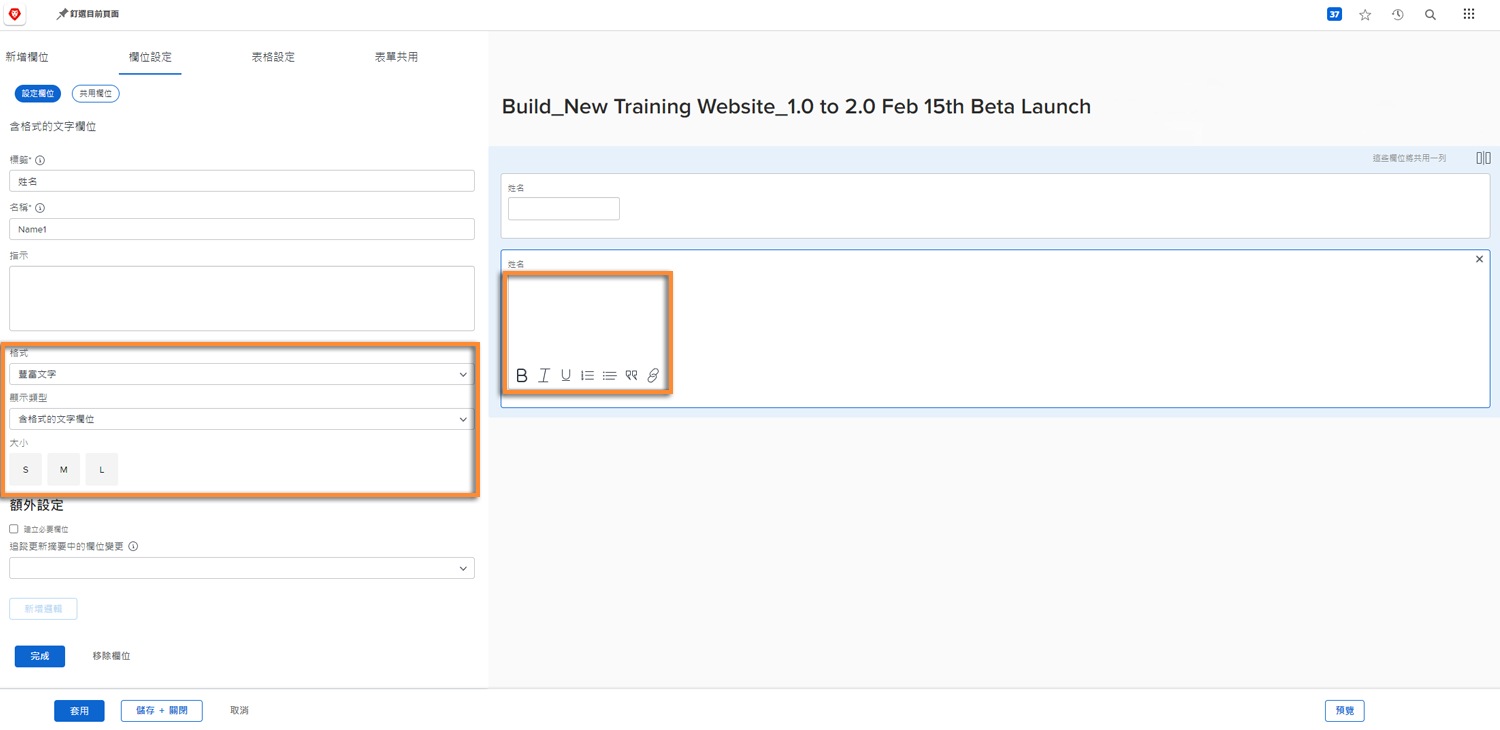 釘選目前頁面
37
新增欄位 欄位設定 表格設定 表單共用
設定欄位 共用欄位
含格式的文字欄位
標籤*
姓名
名稱*
Name1
指示
格式
豐富文字
顯示類型
含格式的文字欄位
大小
S M L
額外設定
建立必要欄位
追蹤更新摘要中的欄位變更
新增邏輯
完成 移除欄位
Build_New Training Website_1.0 to 2.0 Feb 15th Beta Launch
這些欄位將共用一列
姓名
姓名
B I U
套用 儲存 + 關閉 取消 預覽